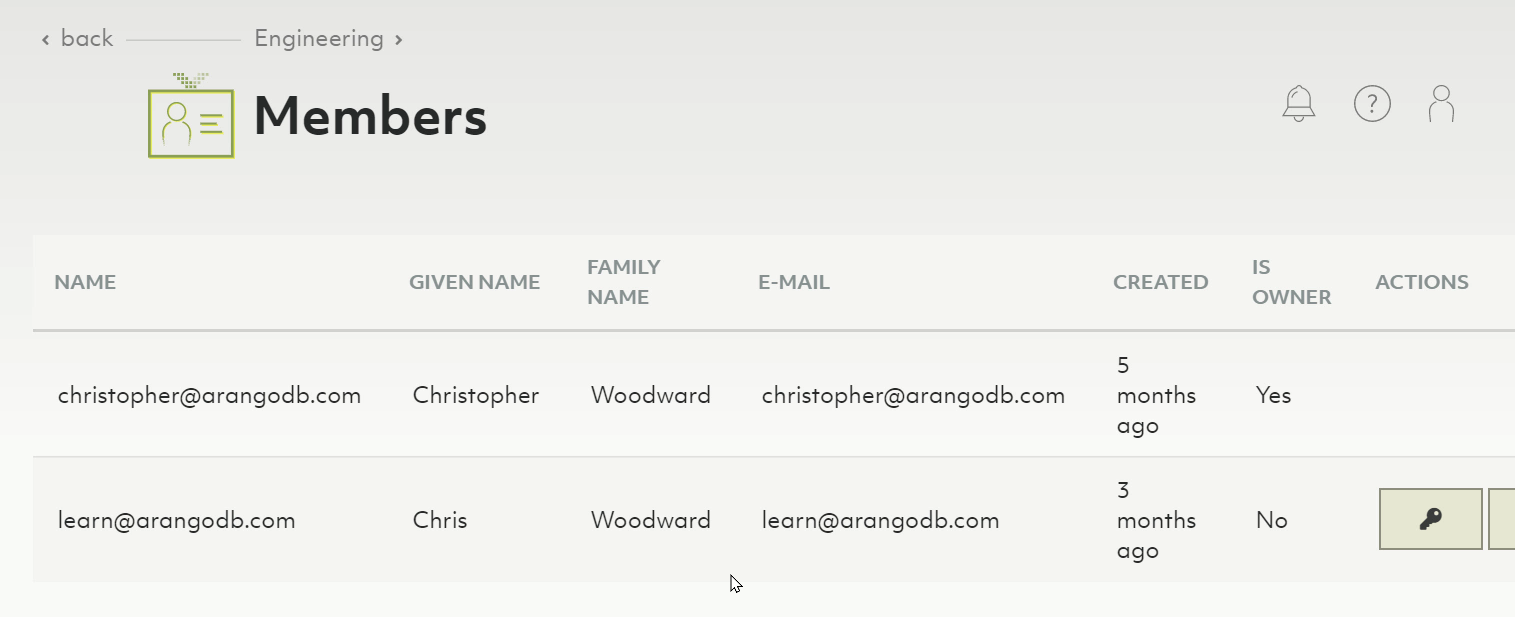 ‹ back Engineering ›
Members
?
NAME GIVEN NAME FAMILY NAME E-MAIL CREATED IS OWNER ACTIONS
christopher@arangodb.com Christopher Woodward christopher@arangodb.com 5 months ago Yes
learn@arangodb.com Chris Woodward learn@arangodb.com 3 months ago No